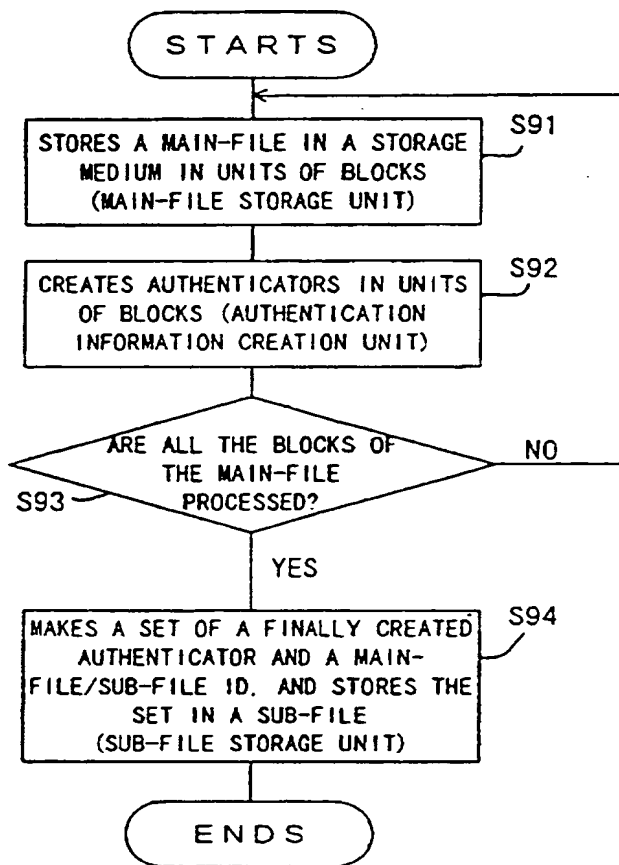 STARTS
STORES A MAIN-FILE IN A STORAGE
MEDIUM IN UNITS OF BLOCKS
(MAIN-FILE STORAGE UNIT)
S91
CREATES AUTHENTICATORS IN UNITS
OF BLOCKS (AUTHENTICATION
INFORMATION CREATION UNIT)
S92
ARE ALL THE BLOCKS OF
THE MAIN-FILE
PROCESSED?
S93
NO
YES
MAKES A SET OF A FINALLY CREATED
AUTHENTICATOR AND A MAIN-
FILE/SUB-FILE ID, AND STORES THE
SET IN A SUB-FILE
(SUB-FILE STORAGE UNIT)
S94
ENDS